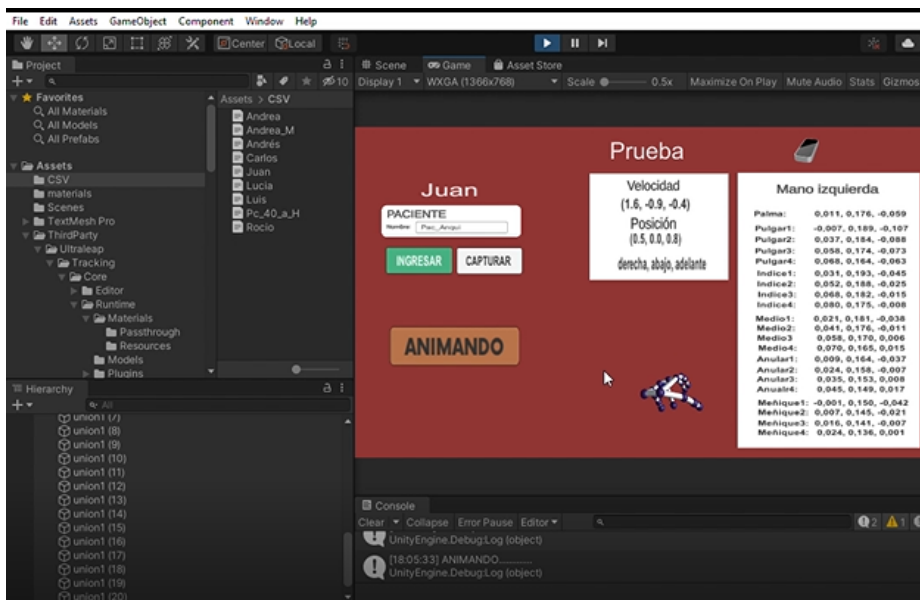 File Edit Assets GameObject Component Window Help
Center Local
Project
10
Favorites
All Materials
All Models
All Prefabs
Assets
CSV
materials
Scenes
TextMesh Pro
ThirdParty
Ultraleap
Tracking
Core
Editor
Runtime
Materials
Passthrough
Resources
Models
Plugins
Assets > CSV
Andrea
Andrea_M
Andrés
Carlos
Juan
Lucia
Luis
Pc_40_a_H
Rocio
Hierarchy
All
union1 (7)
union1 (8)
union1 (9)
union1 (10)
union1 (11)
union1 (12)
union1 (13)
union1 (14)
union1 (15)
union1 (16)
union1 (17)
union1 (18)
union1 (19)
union1 (20)
Scene Game Asset Store
Display 1 WXGA (1366x768) Scale 0.5x Maximize On Play Mute Audio Stats Gizmos
Prueba
Juan
PACIENTE
Nombre: Pac_Anqui
INGRESAR CAPTURAR
ANIMANDO
Velocidad
(1.6, -0.9, -0.4)
Posición
(0.5, 0.0, 0.8)
derecha, abajo, adelante
Mano izquierda
Palma: 0,011, 0,176, -0,059
Pulgar1: -0,007, 0,189, -0,107
Pulgar2: 0,037, 0,184, -0,088
Pulgar3: 0,058, 0,174, -0,073
Pulgar4: 0,068, 0,164, -0,063
Indice1: 0,031, 0,193, -0,045
Indice2: 0,052, 0,188, -0,025
Indice3: 0,068, 0,182, -0,015
Indice4: 0,080, 0,175, -0,008
Medio1: 0,021, 0,181, -0,038
Medio2: 0,041, 0,176, -0,011
Medio3 0,058, 0,170, 0,006
Medio4: 0,070, 0,165, 0,015
Anular1: 0,009, 0,164, -0,037
Anular2: 0,024, 0,158, -0,007
Anular3: 0,035, 0,153, 0,008
Anualr4: 0,045, 0,149, 0,017
Meñique1: -0,001, 0,150, -0,042
Meñique2: 0,007, 0,145, -0,021
Meñique3: 0,016, 0,141, -0,007
Meñique4: 0,024, 0,136, 0,001
Console
Clear Collapse Error Pause Editor 2 1
UnityEngine.Debug:Log (object)
[18:05:33] ANIMANDO............
UnityEngine.Debug:Log (object)